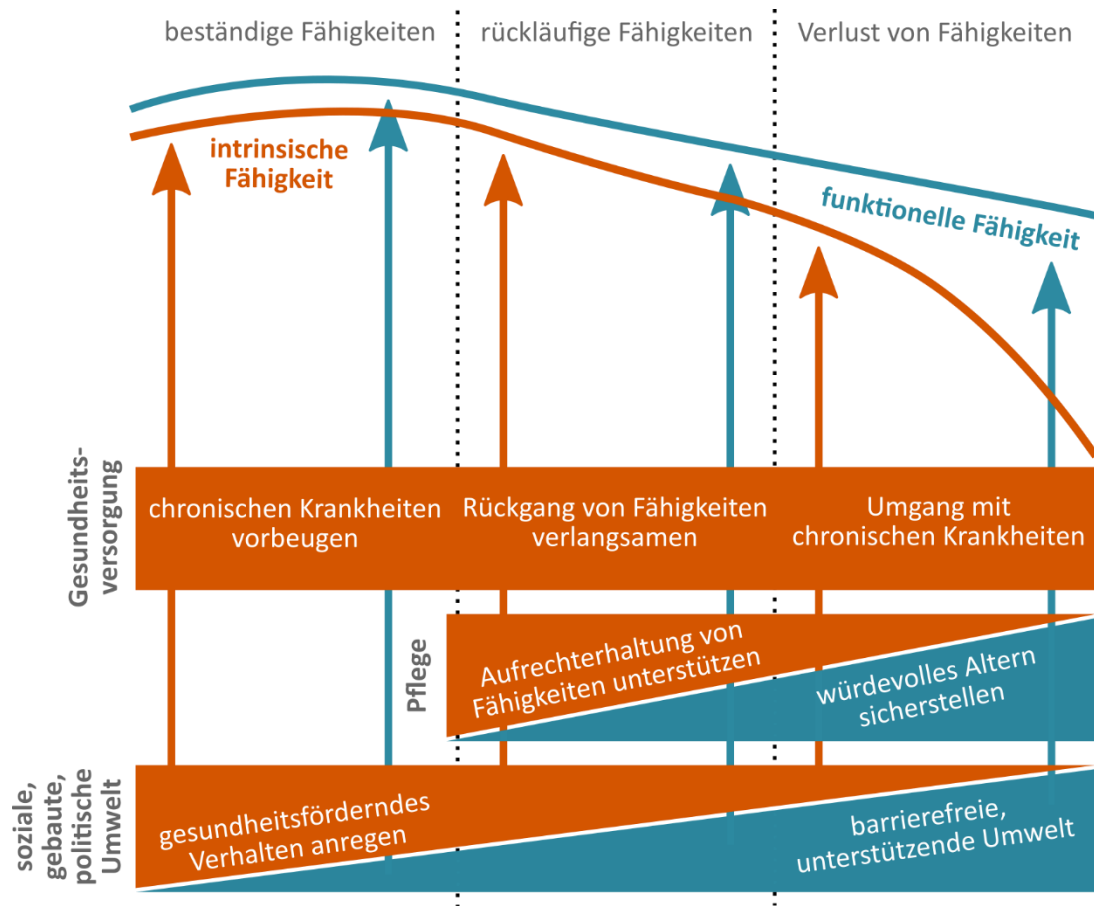 beständige Fähigkeiten
rückläufige Fähigkeiten
Verlust von Fähigkeiten
intrinsische
Fähigkeit
funktionelle Fähigkeit
Gesundheits-
versorgung
chronischen Krankheiten
vorbeugen
Rückgang von Fähigkeiten
verlangsamen
Umgang mit
chronischen Krankheiten
Pflege
Aufrechterhaltung von
Fähigkeiten unterstützen
würdevolles Altern
sicherstellen
soziale,
gebaute,
politische
Umwelt
gesundheitsförderndes
Verhalten anregen
barrierefreie,
unterstützende Umwelt